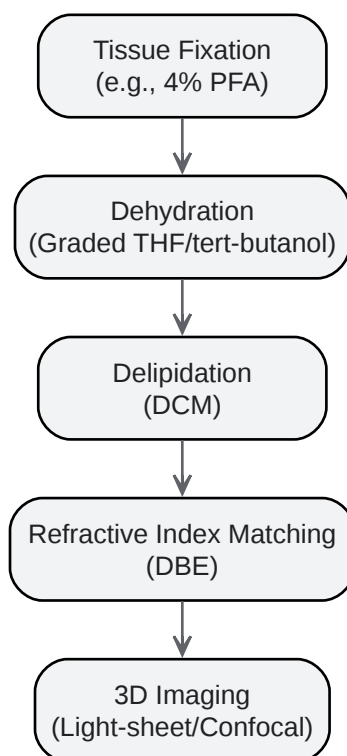 Tissue Fixation
(e.g., 4% PFA)
Dehydration
(Graded THF/tert-butanol)
Delipidation
(DCM)
Refractive Index Matching
(DBE)
3D Imaging
(Light-sheet/Confocal)